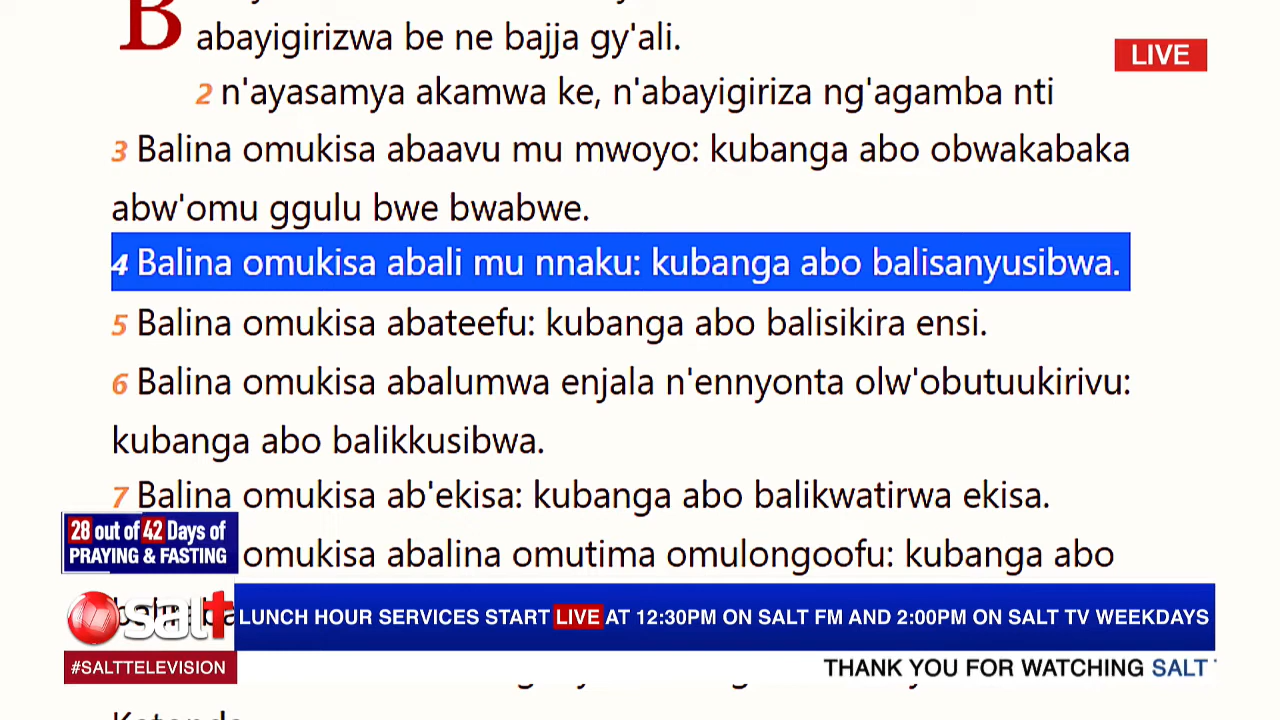 B
abayigirizwa be ne bajja gy'ali.
LIVE
2 n'ayasamya akamwa ke, n'abayigiriza ng'agamba nti
3 Balina omukisa abaavu mu mwoyo: kubanga abo obwakabaka
abw'omu ggulu bwe bwabwe.
4 Balina omukisa abali mu nnaku: kubanga abo balisanyusibwa.
5 Balina omukisa abateefu: kubanga abo balisikira ensi.
6 Balina omukisa abalumwa enjala n'ennyonta olw'obutuukirivu:
kubanga abo balikkusibwa.
7 Balina omukisa ab'ekisa: kubanga abo balikwatirwa ekisa.
omukisa abalina omutima omulongoofu: kubanga abo
28 out of 42 Days of
PRAYING & FASTING
salt
LUNCH HOUR SERVICES START LIVE AT 12:30PM ON SALT FM AND 2:00PM ON SALT TV WEEKDAYS
#SALTTELEVISION
THANK YOU FOR WATCHING SALT